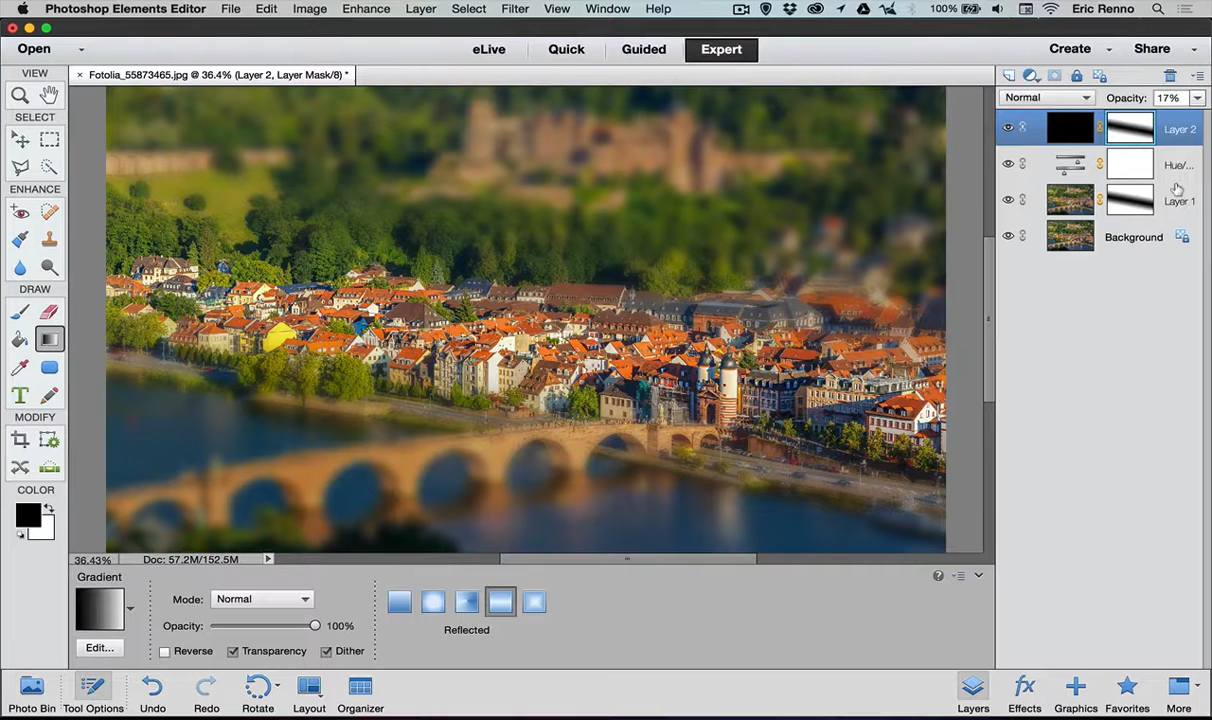 Photoshop Elements Editor File Edit Image Enhance Layer Select Filter View Window Help 100% Eric Renno
Open eLive Quick Guided Expert Create Share
VIEW
× Fotolia_55873465.jpg @ 36.4% (Layer 2, Layer Mask/8) *
Normal Opacity: 17%
SELECT
Layer 2
Hue/...
ENHANCE
Layer 1
Background
DRAW
T
MODIFY
COLOR
36.43% Doc: 57.2M/152.5M
Gradient
Mode: Normal
Opacity: 100%
Reflected
Edit...
Reverse Transparency Dither
Photo Bin Tool Options Undo Redo Rotate Layout Organizer Layers Effects Graphics Favorites More